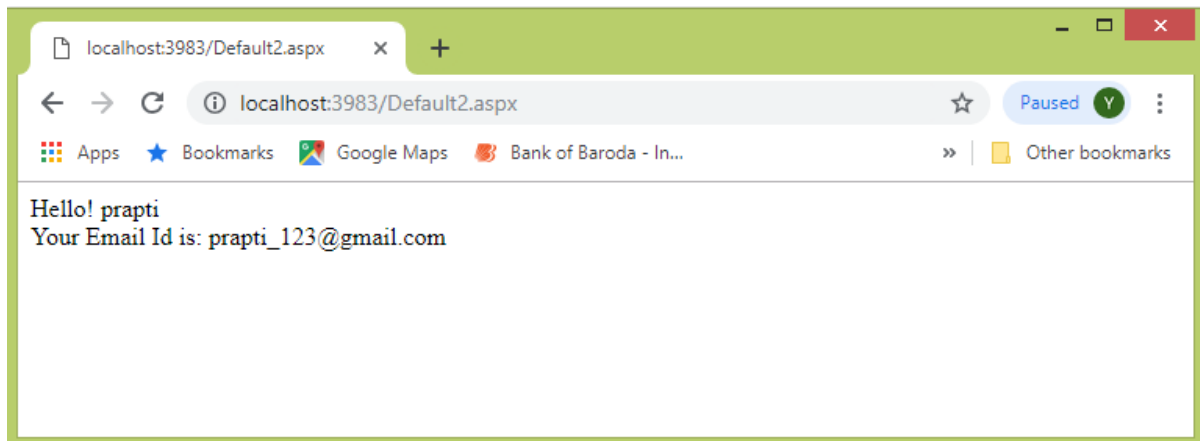 localhost:3983/Default2.aspx
localhost:3983/Default2.aspx Paused Y
Apps Bookmarks Google Maps Bank of Baroda - In... » Other bookmarks
Hello! prapti
Your Email Id is: prapti_123@gmail.com